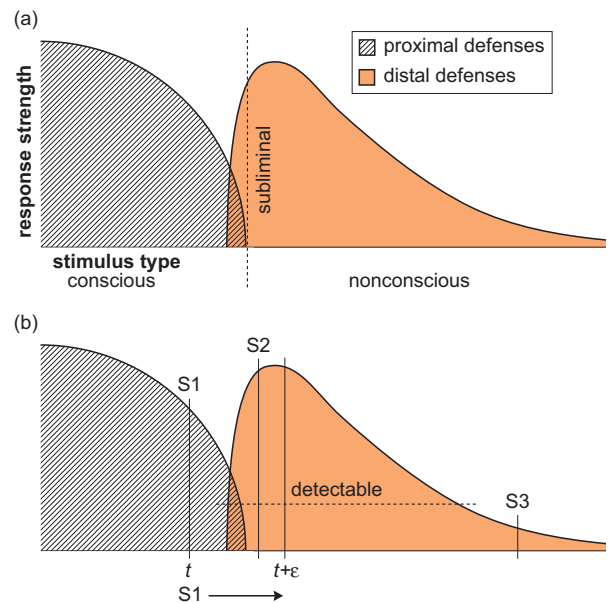 (a)
response strength
proximal defenses
distal defenses
subliminal
stimulus type
conscious
nonconscious
(b)
S1
S2
detectable
S3
t
t+ε
S1